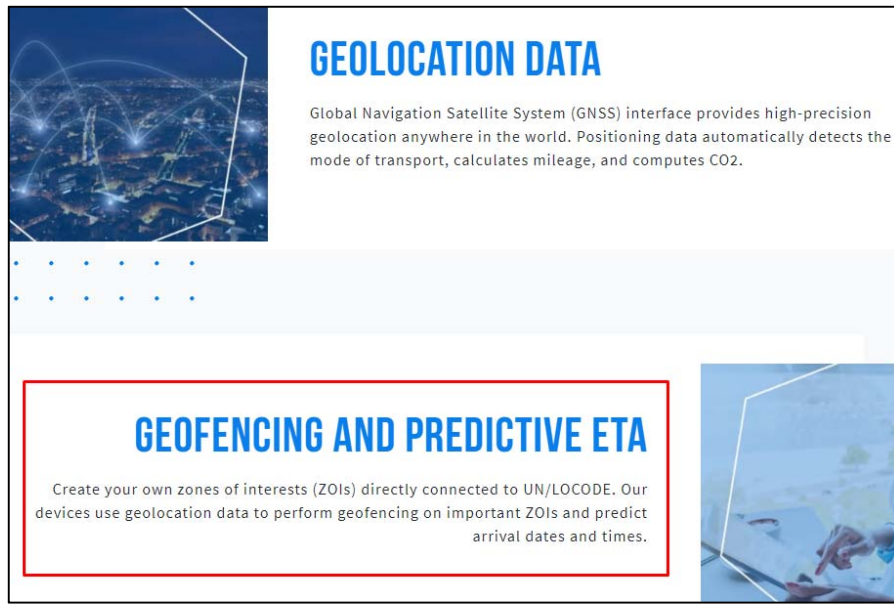 GEOLOCATION DATA
Global Navigation Satellite System (GNSS) interface provides high-precision
geolocation anywhere in the world. Positioning data automatically detects the
mode of transport, calculates mileage, and computes CO2.
GEOFENCING AND PREDICTIVE ETA
Create your own zones of interests (ZOIs) directly connected to UN/LOCODE. Our
devices use geolocation data to perform geofencing on important ZOIs and predict
arrival dates and times.